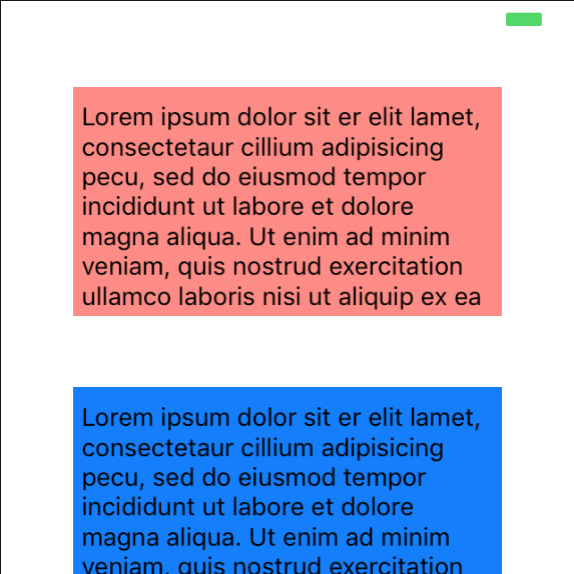 Lorem ipsum dolor sit er elit lamet,
consectetaur cillium adipisicing
pecu, sed do eiusmod tempor
incididunt ut labore et dolore
magna aliqua. Ut enim ad minim
veniam, quis nostrud exercitation
ullamco laboris nisi ut aliquip ex ea
Lorem ipsum dolor sit er elit lamet,
consectetaur cillium adipisicing
pecu, sed do eiusmod tempor
incididunt ut labore et dolore
magna aliqua. Ut enim ad minim
veniam, quis nostrud exercitation